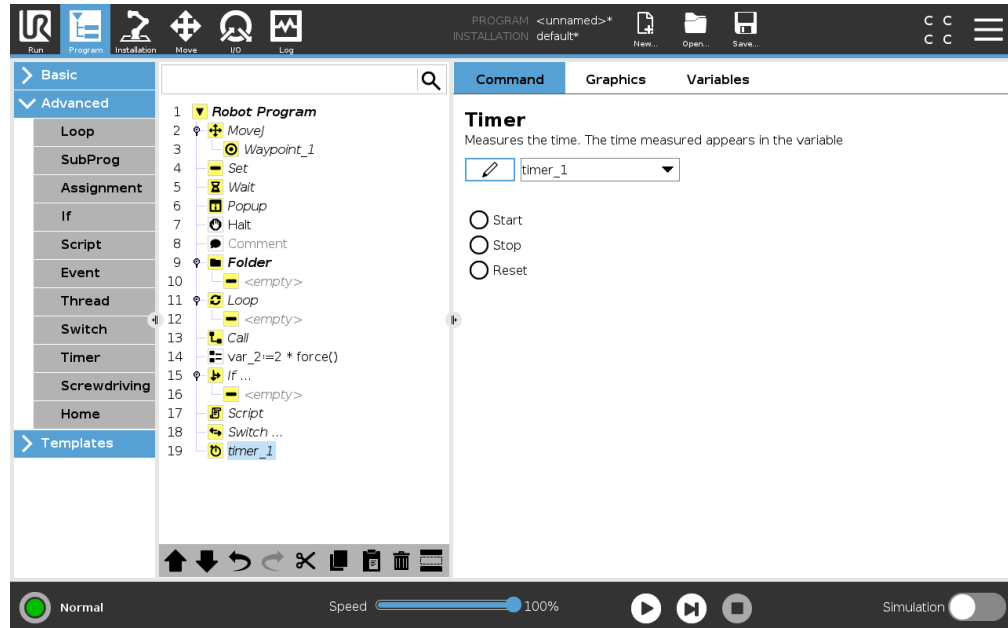 PROGRAM <unnamed>*
INSTALLATION default*
UR
Run
Program
Installation
Move
I/O
Log
New...
Open...
Save...
C C
C C
Basic
Advanced
Loop
SubProg
Assignment
If
Script
Event
Thread
Switch
Timer
Screwdriving
Home
Templates
1 Robot Program
2 MoveJ
3 Waypoint_1
4 Set
5 Wait
6 Popup
7 Halt
8 Comment
9 Folder
10 <empty>
11 Loop
12 <empty>
13 Call
14 var_2:=2 * force()
15 If ...
16 <empty>
17 Script
18 Switch ...
19 timer_1
Command Graphics Variables
Timer
Measures the time. The time measured appears in the variable
timer_1
Start
Stop
Reset
Normal
Speed 100%
Simulation